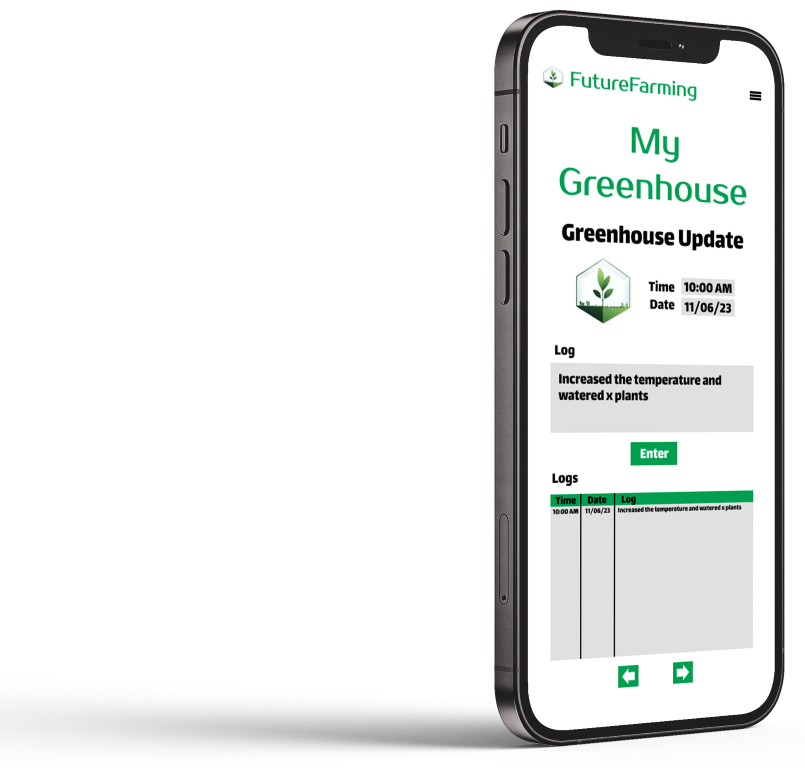 FutureFarming
My
Greenhouse
Greenhouse Update
Time 10:00 AM
Date 11/06/23
Log
Increased the temperature and
watered x plants
Enter
Logs
Time Date Log
10:00 AM 11/06/23 Increased the temperature and watered x plants